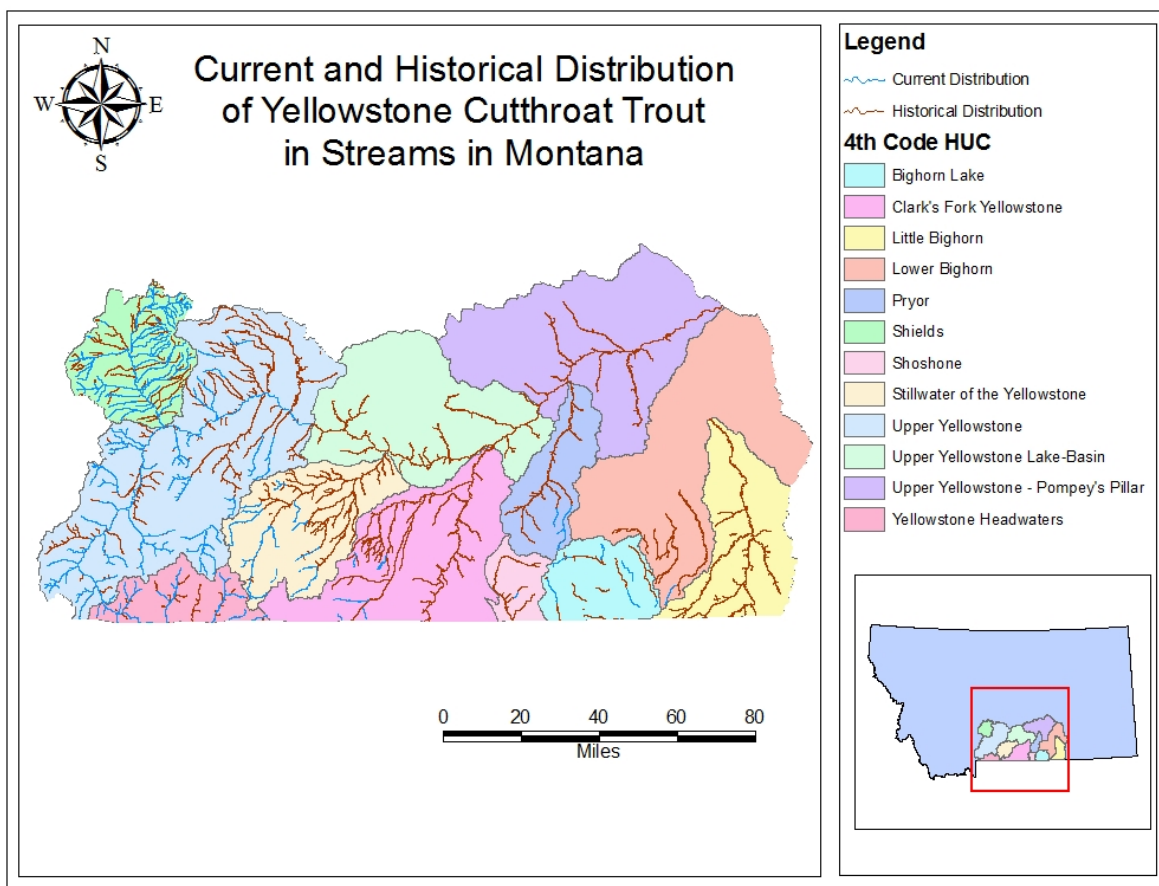 N
W E
S
Current and Historical Distribution
of Yellowstone Cutthroat Trout
in Streams in Montana
0 20 40 60 80
Miles
Legend
Current Distribution
Historical Distribution
4th Code HUC
Bighorn Lake
Clark's Fork Yellowstone
Little Bighorn
Lower Bighorn
Pryor
Shields
Shoshone
Stillwater of the Yellowstone
Upper Yellowstone
Upper Yellowstone Lake-Basin
Upper Yellowstone - Pompey's Pillar
Yellowstone Headwaters